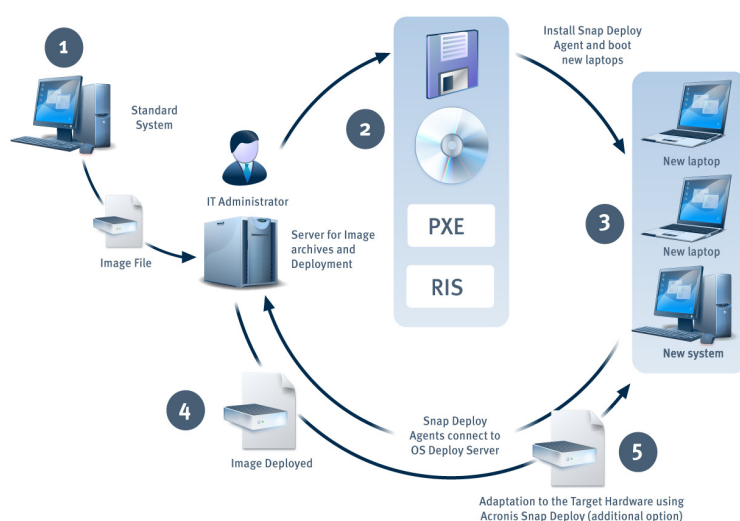 1
Standard
System
Image File
IT Administrator
Server for Image
archives and
Deployment
2
PXE
RIS
Install Snap Deploy
Agent and boot
new laptops
3
New laptop
New laptop
New system
4
Image Deployed
Snap Deploy
Agents connect to
OS Deploy Server
5
Adaptation to the Target Hardware using
Acronis Snap Deploy (additional option)